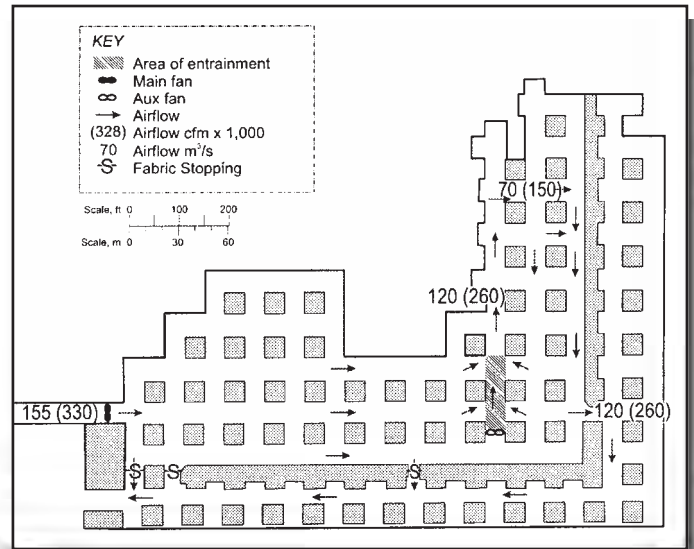 KEY
Area of entrainment
Main fan
Aux fan
Airflow
(328) Airflow cfm x 1,000
70 Airflow m³/s
S Fabric Stopping
Scale, ft 0 100 200
Scale, m 0 30 60
70 (150)
120 (260)
155 (330)
120 (260)
S S S